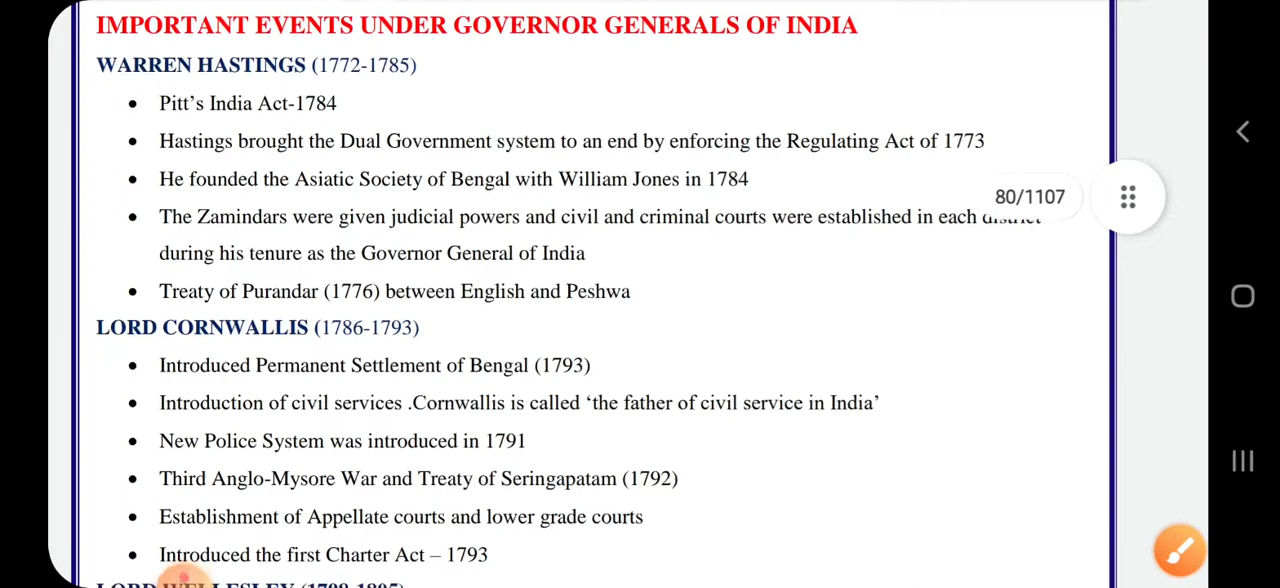 IMPORTANT EVENTS UNDER GOVERNOR GENERALS OF INDIA
WARREN HASTINGS (1772-1785)
• Pitt’s India Act-1784
• Hastings brought the Dual Government system to an end by enforcing the Regulating Act of 1773
• He founded the Asiatic Society of Bengal with William Jones in 1784
80/1107
• The Zamindars were given judicial powers and civil and criminal courts were established in each district
during his tenure as the Governor General of India
• Treaty of Purandar (1776) between English and Peshwa
LORD CORNWALLIS (1786-1793)
• Introduced Permanent Settlement of Bengal (1793)
• Introduction of civil services .Cornwallis is called ‘the father of civil service in India’
• New Police System was introduced in 1791
• Third Anglo-Mysore War and Treaty of Seringapatam (1792)
• Establishment of Appellate courts and lower grade courts
• Introduced the first Charter Act – 1793
LORD WELLESLEY (1798-1805)